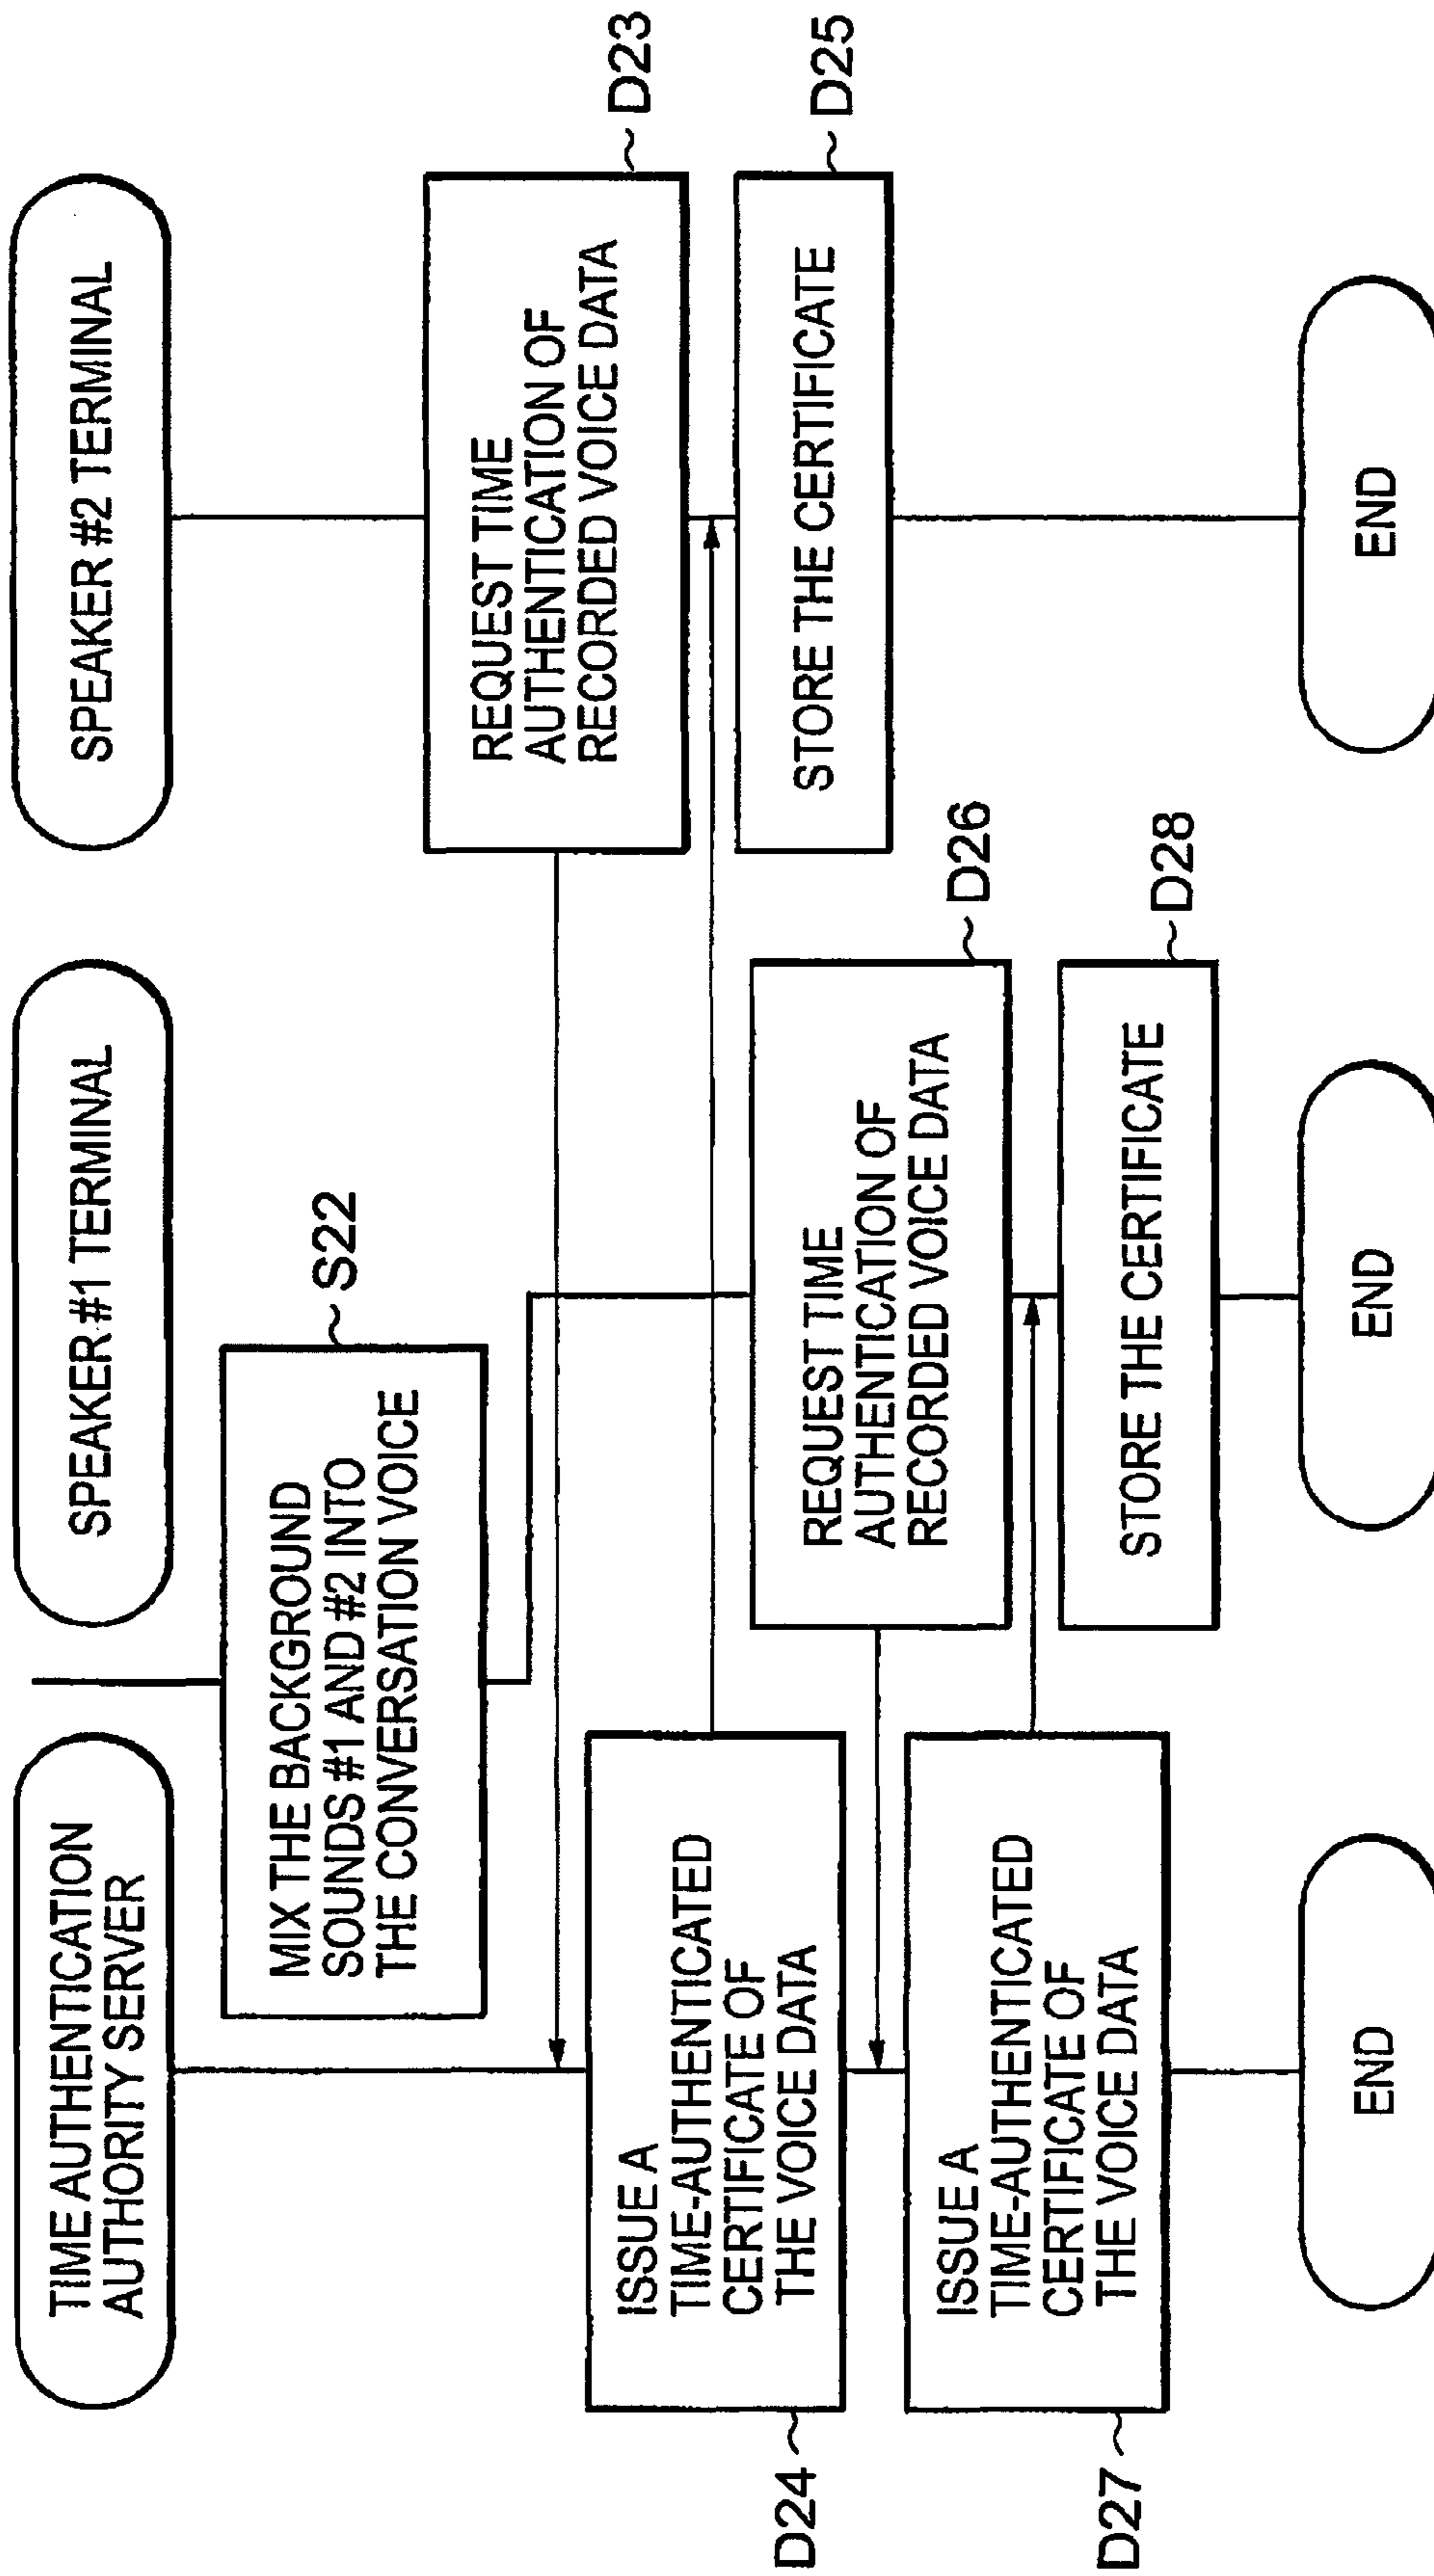 TIME AUTHENTICATION
AUTHORITY SERVER
SPEAKER #1 TERMINAL
SPEAKER #2 TERMINAL
S22
MIX THE BACKGROUND
SOUNDS #1 AND #2 INTO
THE CONVERSATION VOICE
D23
REQUEST TIME
AUTHENTICATION OF
RECORDED VOICE DATA
D24
ISSUE A
TIME-AUTHENTICATED
CERTIFICATE OF
THE VOICE DATA
D25
STORE THE CERTIFICATE
D26
REQUEST TIME
AUTHENTICATION OF
RECORDED VOICE DATA
D27
ISSUE A
TIME-AUTHENTICATED
CERTIFICATE OF
THE VOICE DATA
D28
STORE THE CERTIFICATE
END
END
END